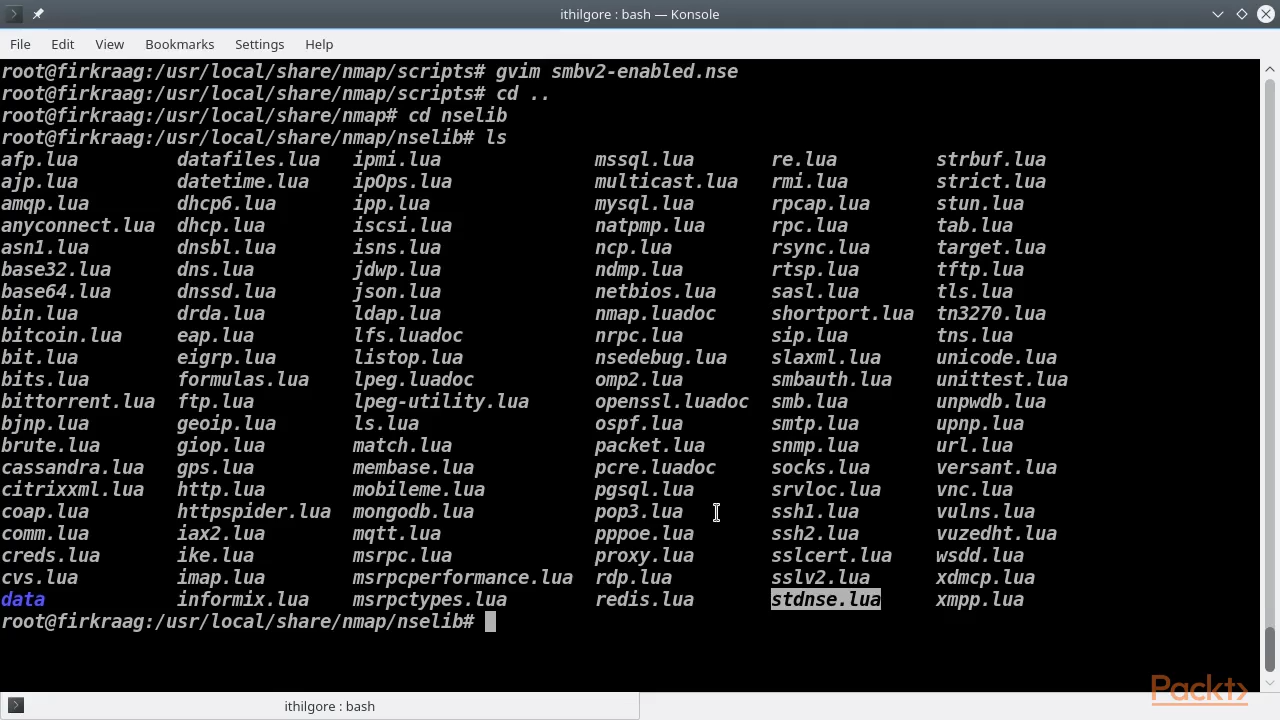 ithilgore : bash — Konsole
File Edit View Bookmarks Settings Help
root@firkraag:/usr/local/share/nmap/scripts# gvim smbv2-enabled.nse
root@firkraag:/usr/local/share/nmap/scripts# cd ..
root@firkraag:/usr/local/share/nmap# cd nselib
root@firkraag:/usr/local/share/nmap/nselib# ls
afp.lua datafiles.lua ipmi.lua mssql.lua re.lua strbuf.lua
ajp.lua datetime.lua ipOps.lua multicast.lua rmi.lua strict.lua
amqp.lua dhcp6.lua ipp.lua mysql.lua rpcap.lua stun.lua
anyconnect.lua dhcp.lua iscsi.lua natpmp.lua rpc.lua tab.lua
asn1.lua dnsbl.lua isns.lua ncp.lua rsync.lua target.lua
base32.lua dns.lua jdwp.lua ndmp.lua rtsp.lua tftp.lua
base64.lua dnssd.lua json.lua netbios.lua sasl.lua tls.lua
bin.lua drda.lua ldap.lua nmap.luadoc shortport.lua tn3270.lua
bitcoin.lua eap.lua lfs.luadoc nrpc.lua sip.lua tns.lua
bit.lua eigrp.lua listop.lua nsedebug.lua slaxml.lua unicode.lua
bits.lua formulas.lua lpeg.luadoc omp2.lua smbauth.lua unittest.lua
bittorrent.lua ftp.lua lpeg-utility.lua openssl.luadoc smb.lua unpwdb.lua
bjnp.lua geoip.lua ls.lua ospf.lua smtp.lua upnp.lua
brute.lua giop.lua match.lua packet.lua snmp.lua url.lua
cassandra.lua gps.lua membase.lua pcre.luadoc socks.lua versant.lua
citrixxml.lua http.lua mobileme.lua pgsql.lua srvloc.lua vnc.lua
coap.lua httpspider.lua mongodb.lua pop3.lua ssh1.lua vulns.lua
comm.lua iax2.lua mqtt.lua pppoe.lua ssh2.lua vuzedht.lua
creds.lua ike.lua msrpc.lua proxy.lua sslcert.lua wsdd.lua
cvs.lua imap.lua msrpcperformance.lua rdp.lua sslv2.lua xdmcp.lua
data informix.lua msrpctypes.lua redis.lua stdnse.lua xmpp.lua
root@firkraag:/usr/local/share/nmap/nselib#
Packt>
ithilgore : bash